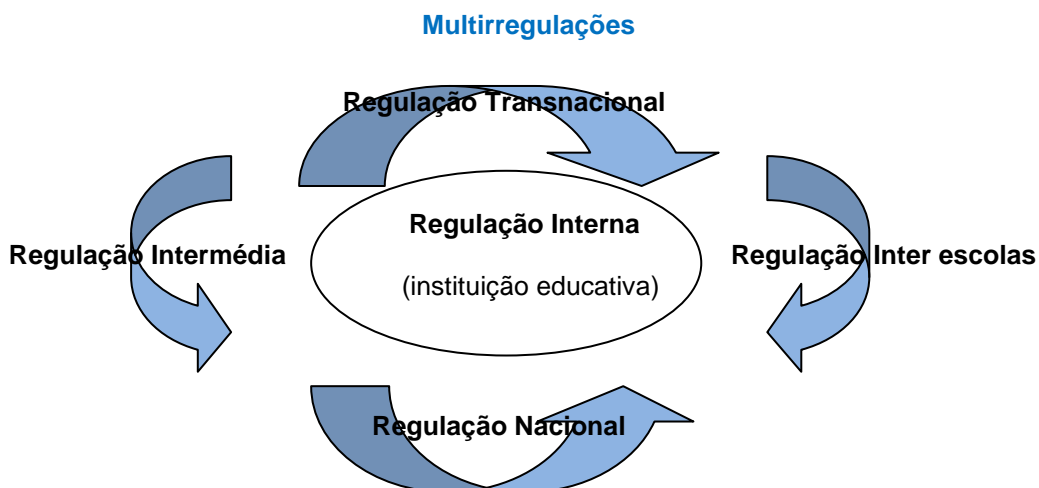 Multirregulações
Regulação Transnacional
Regulação Interna
Regulação Intermédia
Regulação Inter escolas
(instituição educativa)
Regulação Nacional